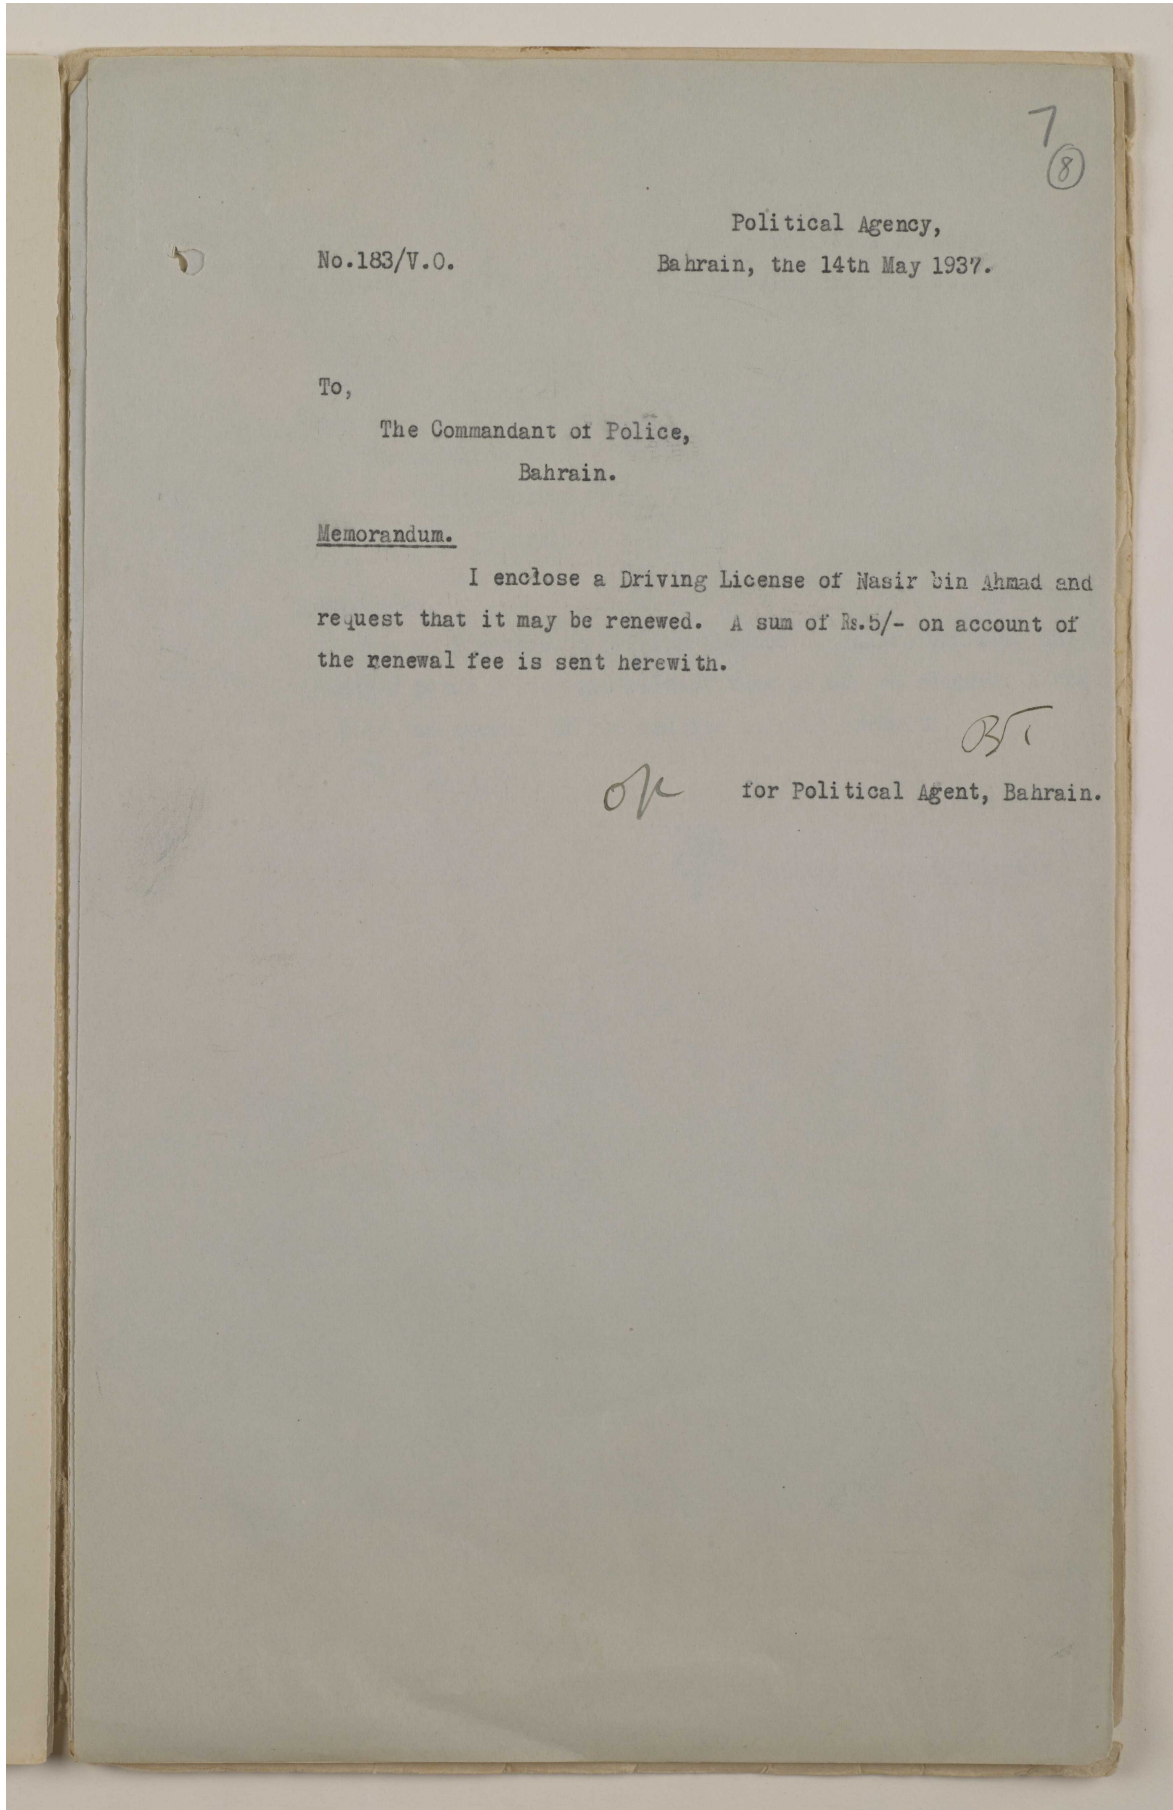 7
8
Political Agency,
No.183/V.O.
Bahrain, the 14th May 1937.
To,
The Commandant of Police,
Bahrain.
Memorandum.
I enclose a Driving License of Nasir bin Ahmad and
request that it may be renewed. A sum of Rs.5/- on account of
the renewal fee is sent herewith.
for Political Agent, Bahrain.